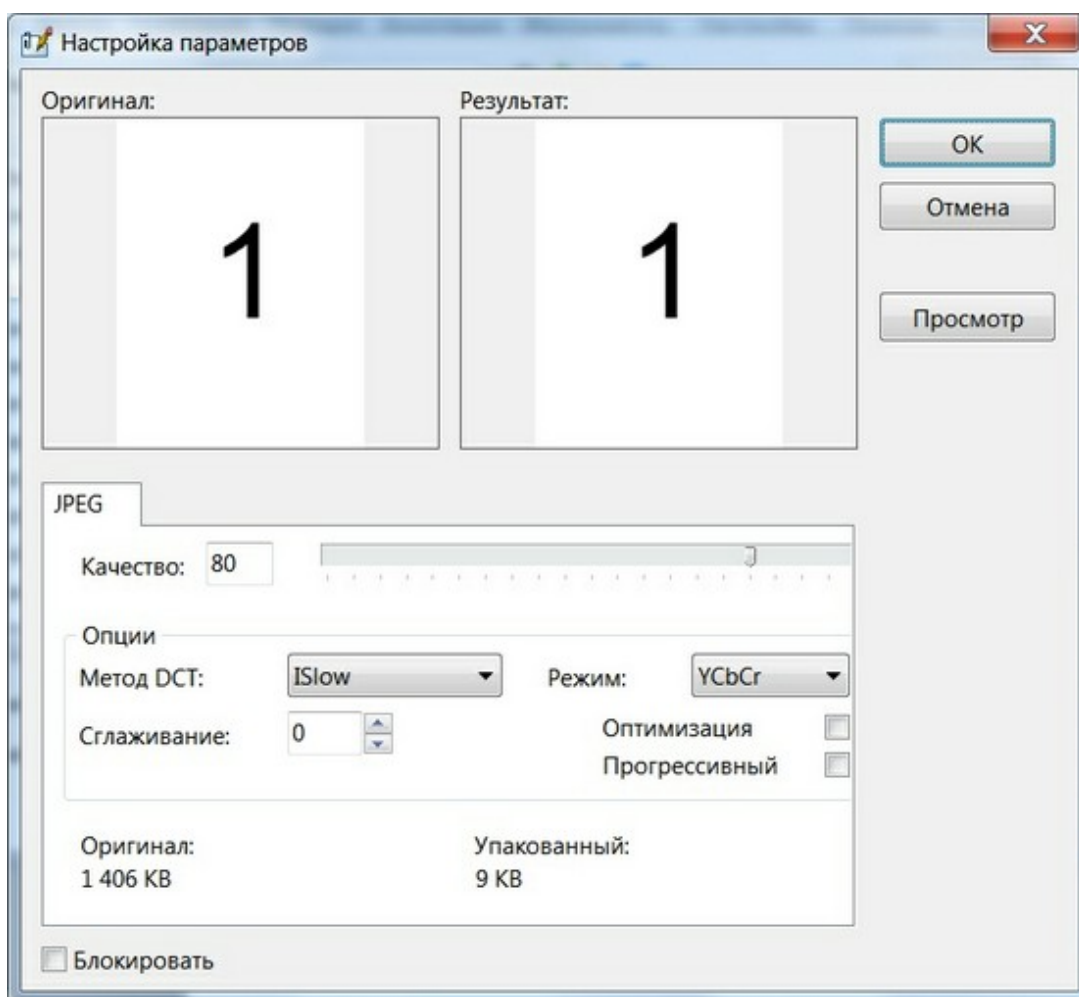 Настройка параметров
Оригинал: Результат:
1 1
OK
Отмена
Просмотр
JPEG
Качество: 80
Опции
Метод DCT: ISlow Режим: YCbCr
Сглаживание: 0 Оптимизация
Прогрессивный
Оригинал: Упакованный:
1 406 KB 9 KB
Блокировать